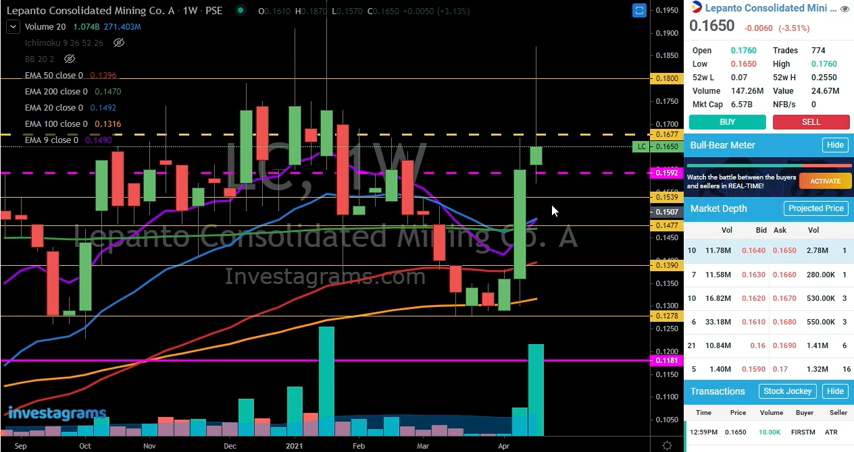 Lepanto Consolidated Mining Co. A · 1W · PSE O0.1610 H0.1870 L0.1570 C0.1650 +0.0050 (+3.13%)
Volume 20 1.074B 271.403M
Ichimoku 9 26 52 26
BB 20 2
EMA 50 close 0 0.1396
EMA 200 close 0 0.1470
EMA 20 close 0 0.1492
EMA 100 close 0 0.1316
EMA 9 close 0 0.1490
LC, 1W
Lepanto Consolidated Mining Co. A
Investagrams.com
investagrams
0.1950
0.1900
0.1850
0.1800
0.1750
0.1700
0.1677
LC 0.1650
0.1592
0.1539
0.1507
0.1477
0.1450
0.1390
0.1350
0.1300
0.1278
0.1181
0.1150
0.1100
0.1050
Sep Oct Nov Dec 2021 Feb Mar Apr
Lepanto Consolidated Mini ...
0.1650 -0.0060 (-3.51%)
Open 0.1760 Trades 774
Low 0.1650 High 0.1760
52w L 0.07 52w H 0.2550
Volume 147.26M Value 24.67M
Mkt Cap 6.57B NFB/s 0
BUY SELL
Bull-Bear Meter Hide
Watch the battle between the buyers
and sellers in REAL-TIME!
ACTIVATE
Market Depth Projected Price
Vol Bid Ask Vol
10 11.78M 0.1640 0.1650 2.78M 1
7 11.58M 0.1630 0.1660 280.00K 1
10 16.82M 0.1620 0.1670 530.00K 3
6 33.18M 0.1610 0.1680 550.00K 3
21 10.84M 0.16 0.1690 1.41M 6
5 1.40M 0.1590 0.17 1.32M 16
Transactions Stock Jockey Hide
Time Price Volume Buyer Seller
12:59PM 0.1650 10.00K FIRSTM ATR